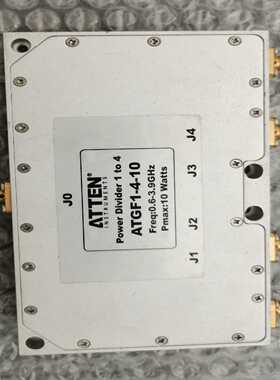 ATTEN
INSTRUMENTS
Power Divider 1 to 4
ATGF1-4-10
Freq:0.6-3.9GHz
Pmax:10 Watts
J0
J1
J2
J3
J4